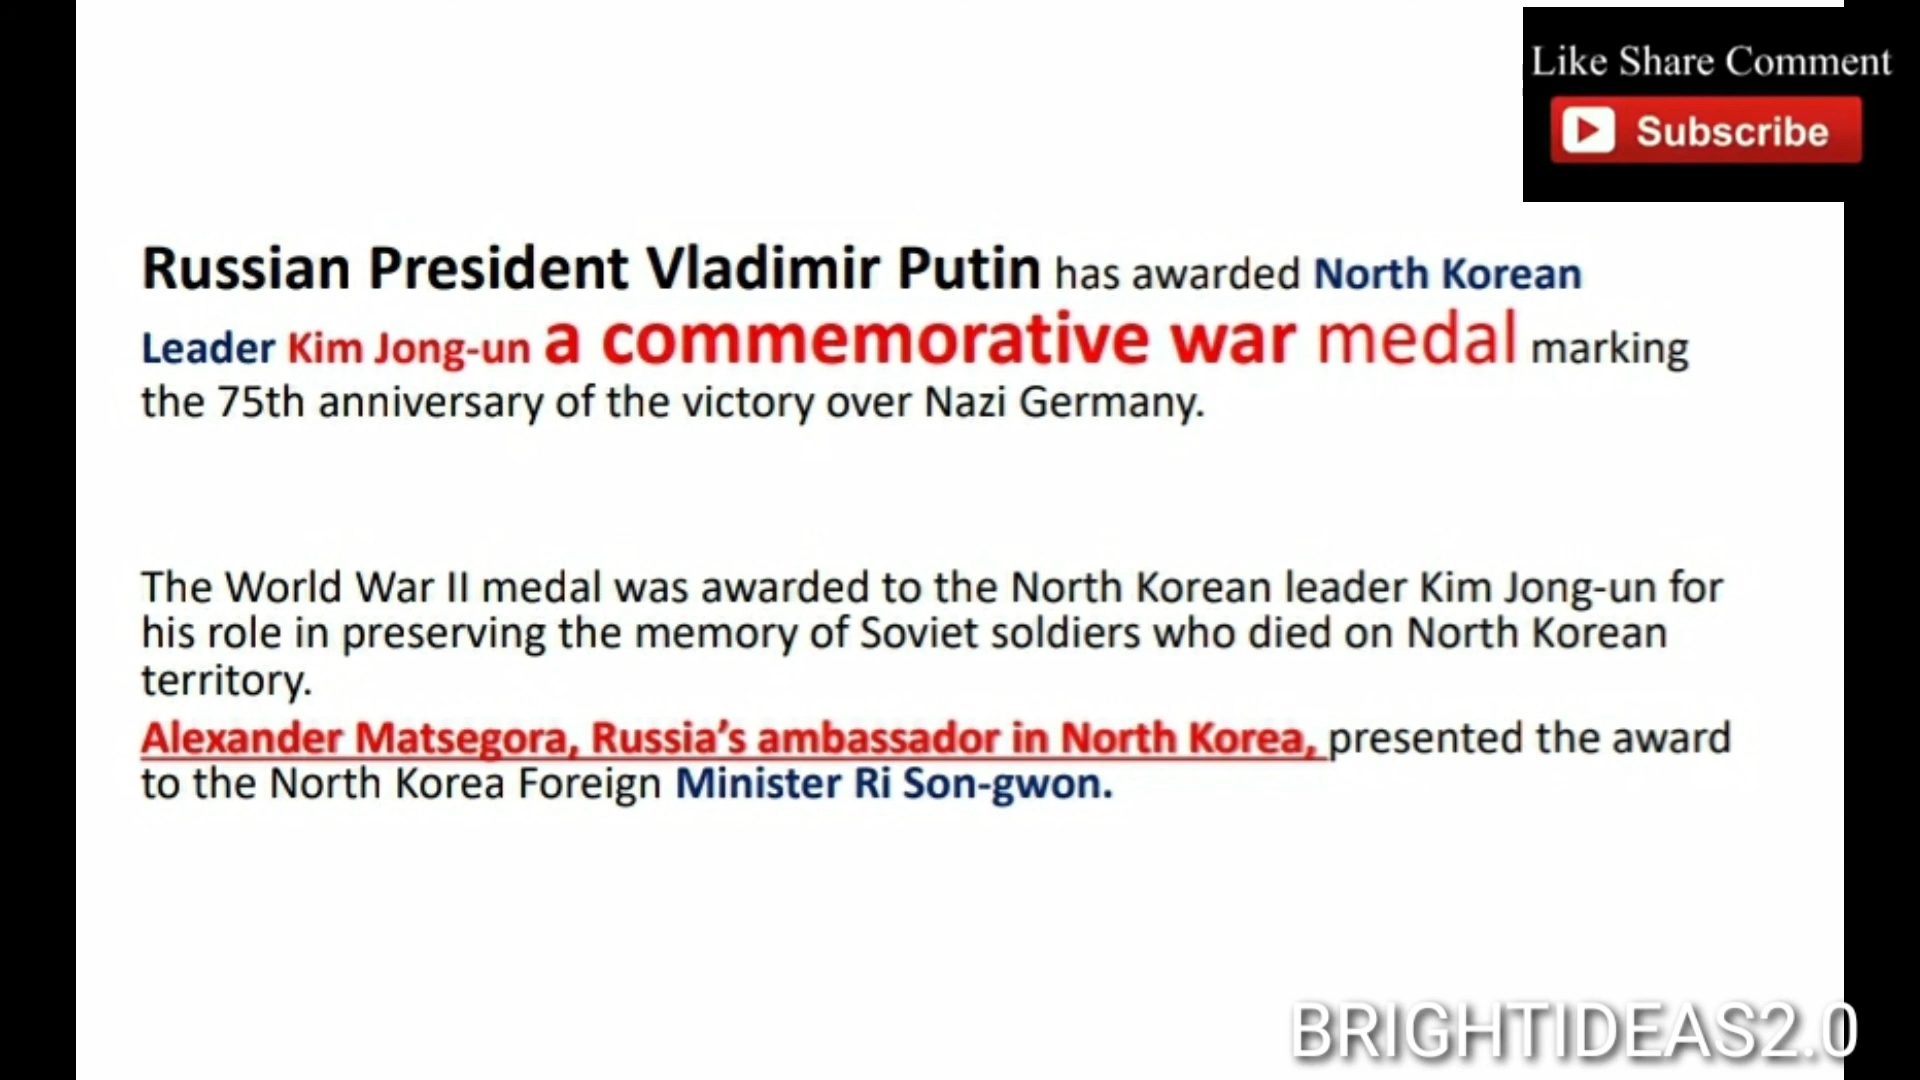 Like Share Comment
Subscribe
Russian President Vladimir Putin has awarded North Korean
Leader Kim Jong-un a commemorative war medal marking
the 75th anniversary of the victory over Nazi Germany.
The World War II medal was awarded to the North Korean leader Kim Jong-un for
his role in preserving the memory of Soviet soldiers who died on North Korean
territory.
Alexander Matsegora, Russia’s ambassador in North Korea, presented the award
to the North Korea Foreign Minister Ri Son-gwon.
BRIGHTIDEAS2.0